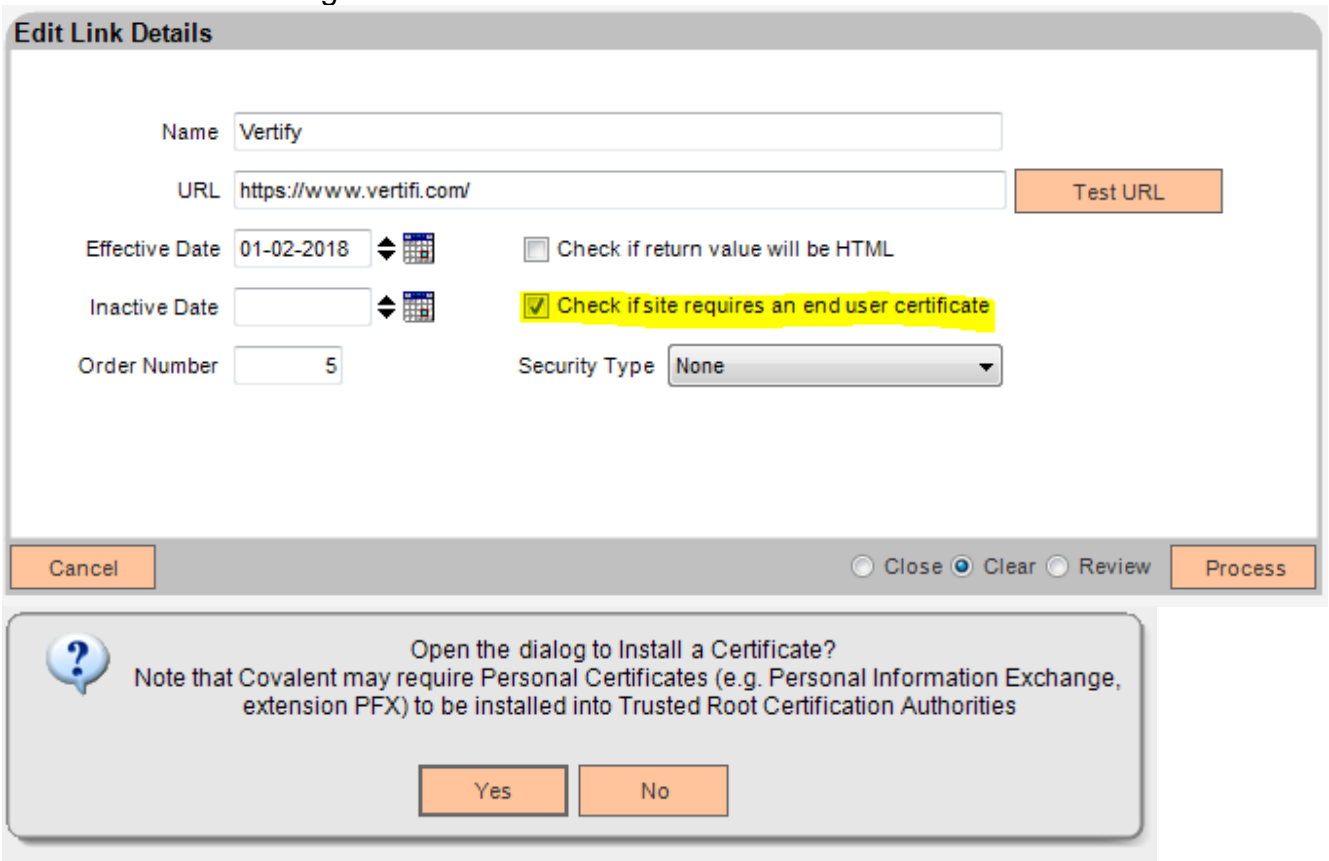 Edit Link Details
Name Vertify
URL https://www.vertifi.com/ Test URL
Effective Date 01-02-2018 Check if return value will be HTML
Inactive Date Check if site requires an end user certificate
Order Number 5 Security Type None
Cancel Close Clear Review Process
Open the dialog to Install a Certificate?
Note that Covalent may require Personal Certificates (e.g. Personal Information Exchange,
extension PFX) to be installed into Trusted Root Certification Authorities
Yes No